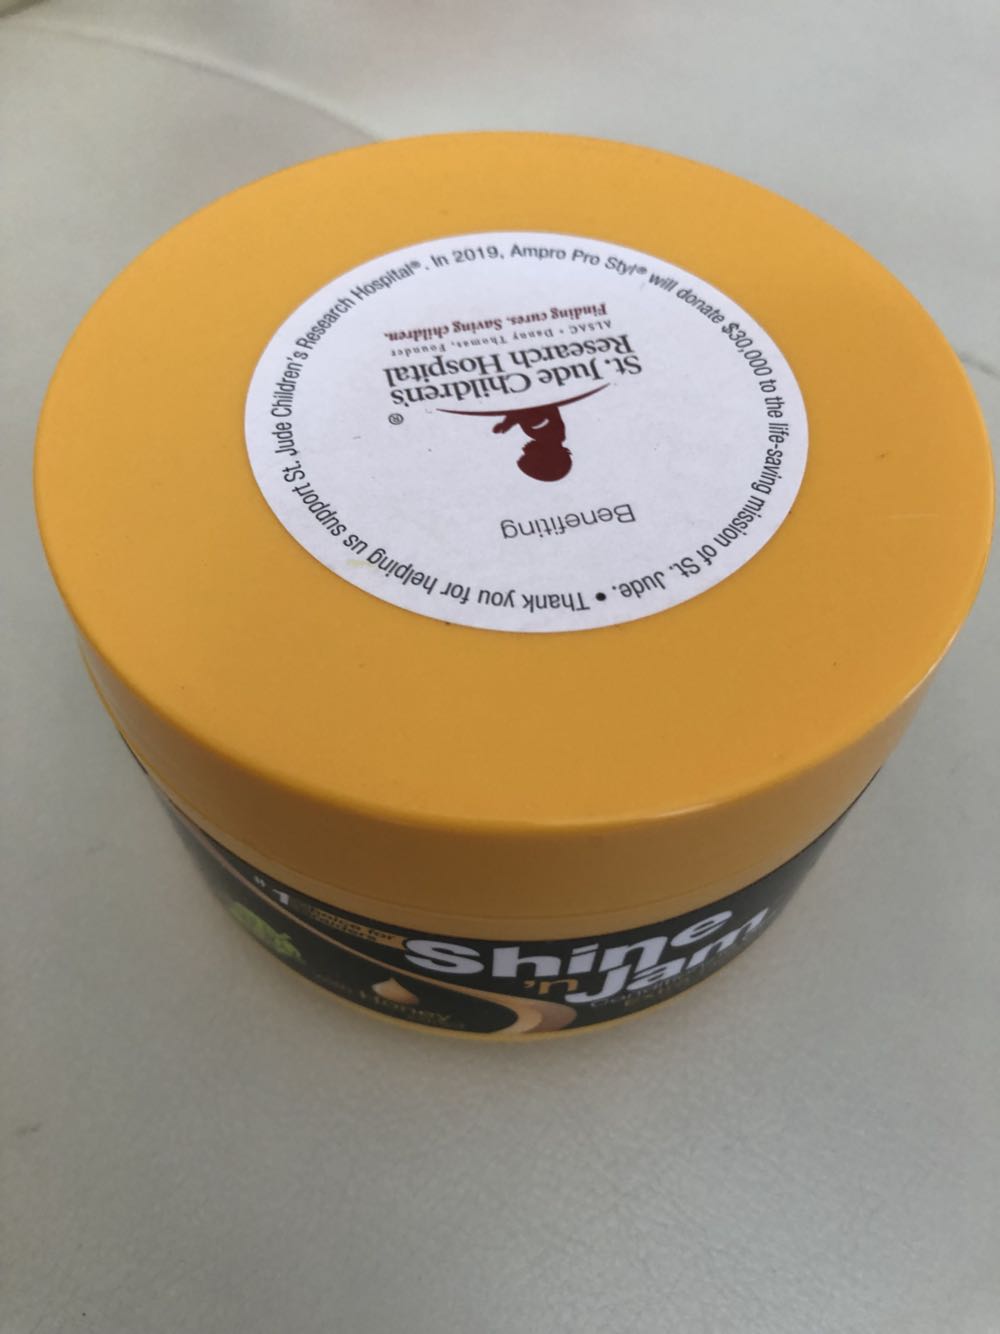 Benefiting
St. Jude Children's
Research Hospital
®
ALSAC • Danny Thomas, Founder
Finding cures. Saving children.
• Thank you for helping us support St. Jude Children's Research Hospital®. In 2019, Ampro Pro Styl® will donate $30,000 to the life-saving mission of St. Jude.
#1
Shine
'n Jam
Honey